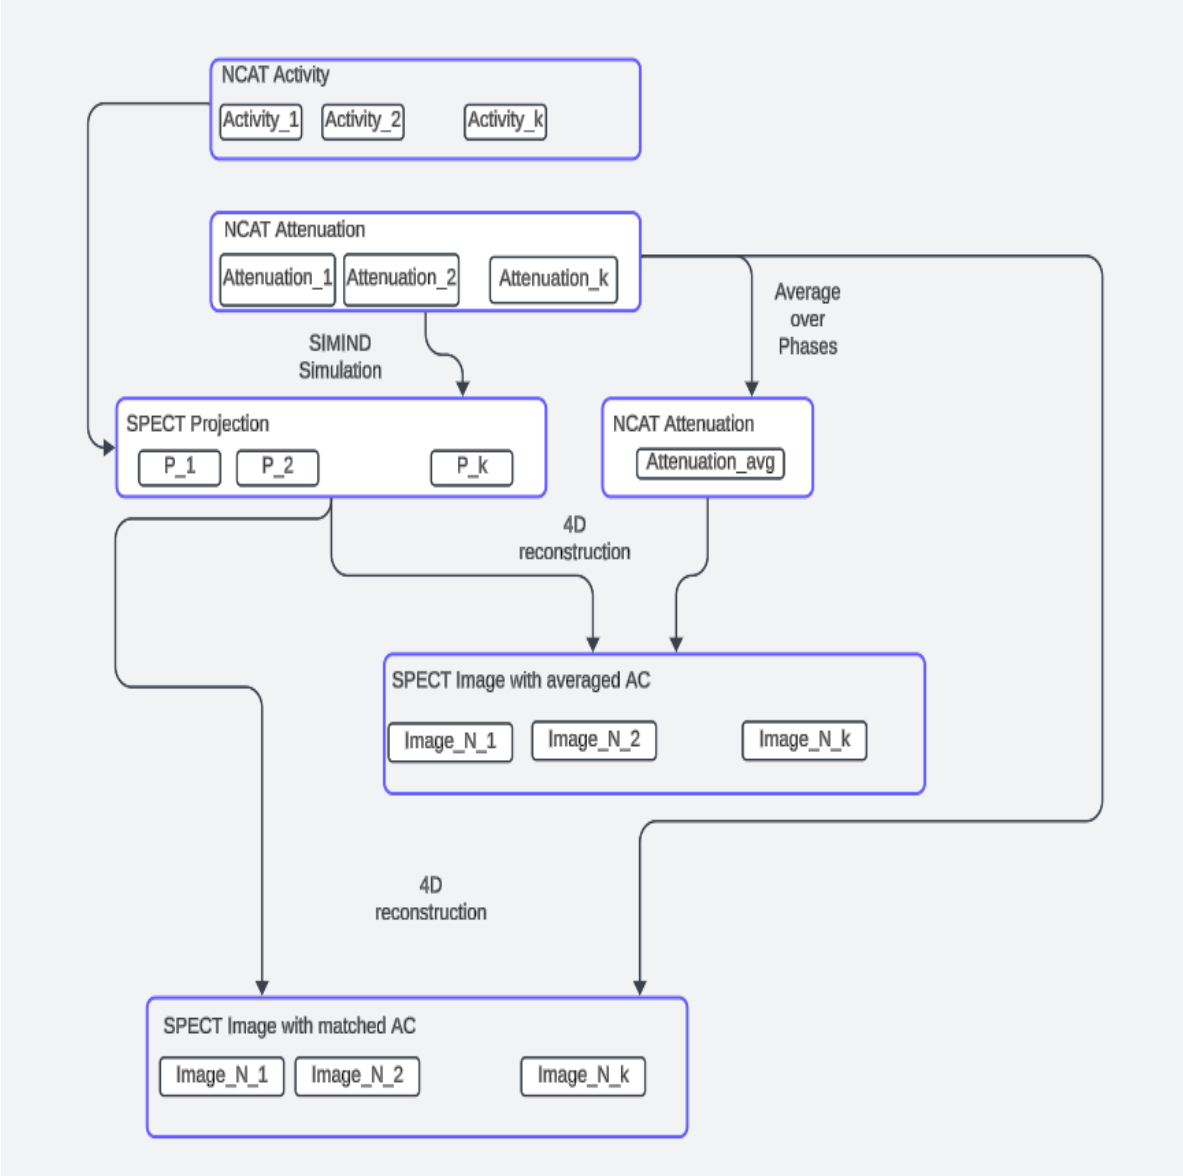 NCAT Activity
Activity_1 Activity_2 Activity_k
NCAT Attenuation
Attenuation_1 Attenuation_2 Attenuation_k
Average
over
Phases
SIMIND
Simulation
SPECT Projection
P_1 P_2 P_k
NCAT Attenuation
Attenuation_avg
4D
reconstruction
SPECT Image with averaged AC
Image_N_1 Image_N_2 Image_N_k
4D
reconstruction
SPECT Image with matched AC
Image_N_1 Image_N_2 Image_N_k